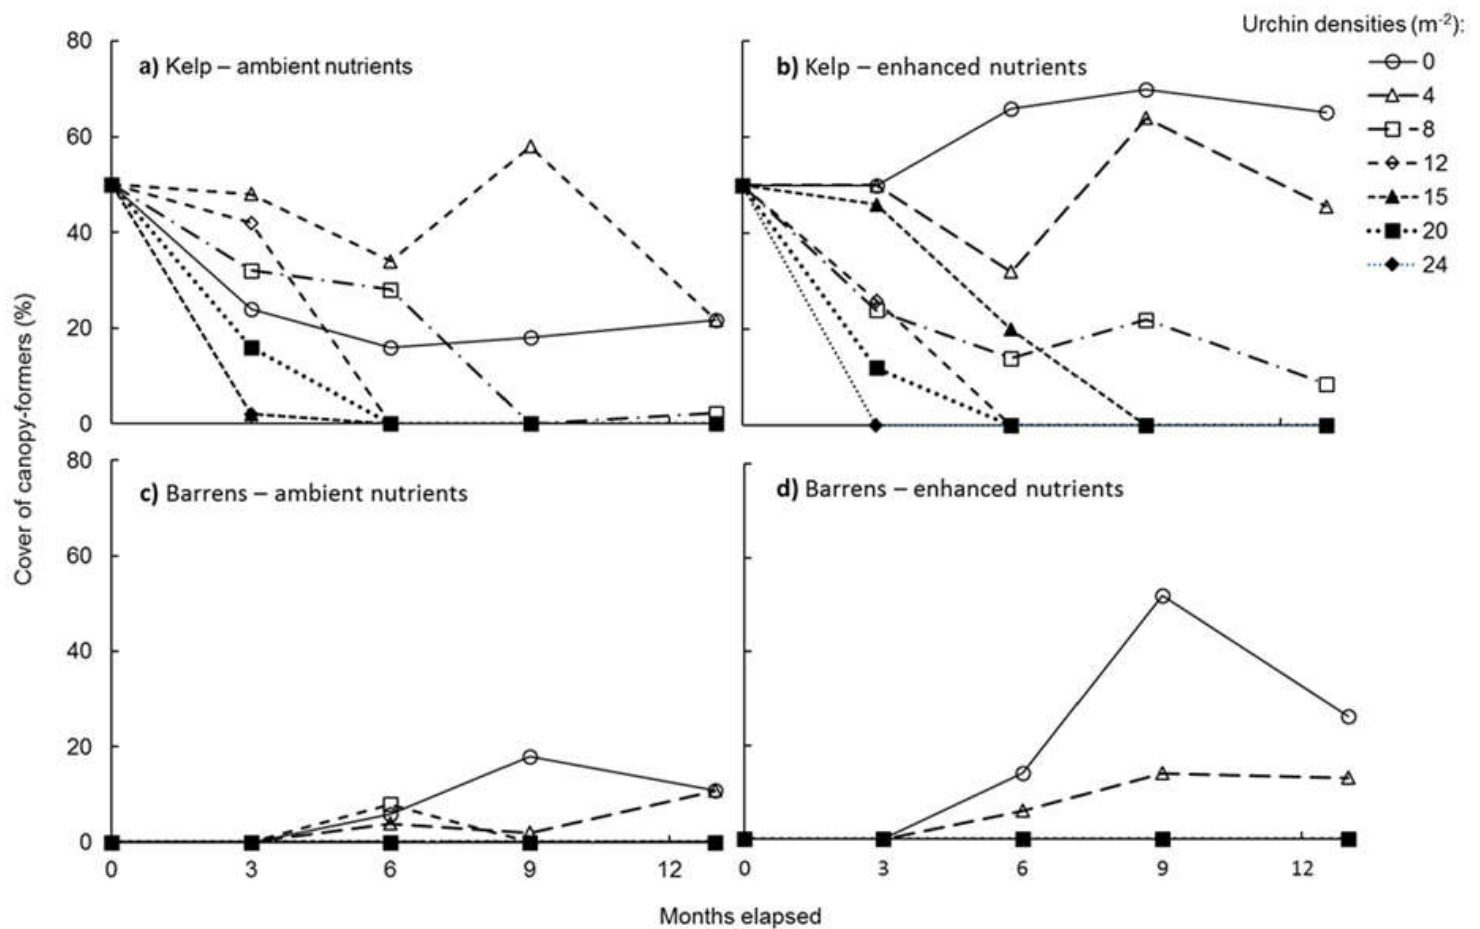 Urchin densities (m-2):
0
4
8
12
15
20
24
Cover of canopy-formers (%)
a) Kelp – ambient nutrients
80
60
40
20
0
b) Kelp – enhanced nutrients
c) Barrens – ambient nutrients
80
60
40
20
0
0 3 6 9 12
d) Barrens – enhanced nutrients
0 3 6 9 12
Months elapsed